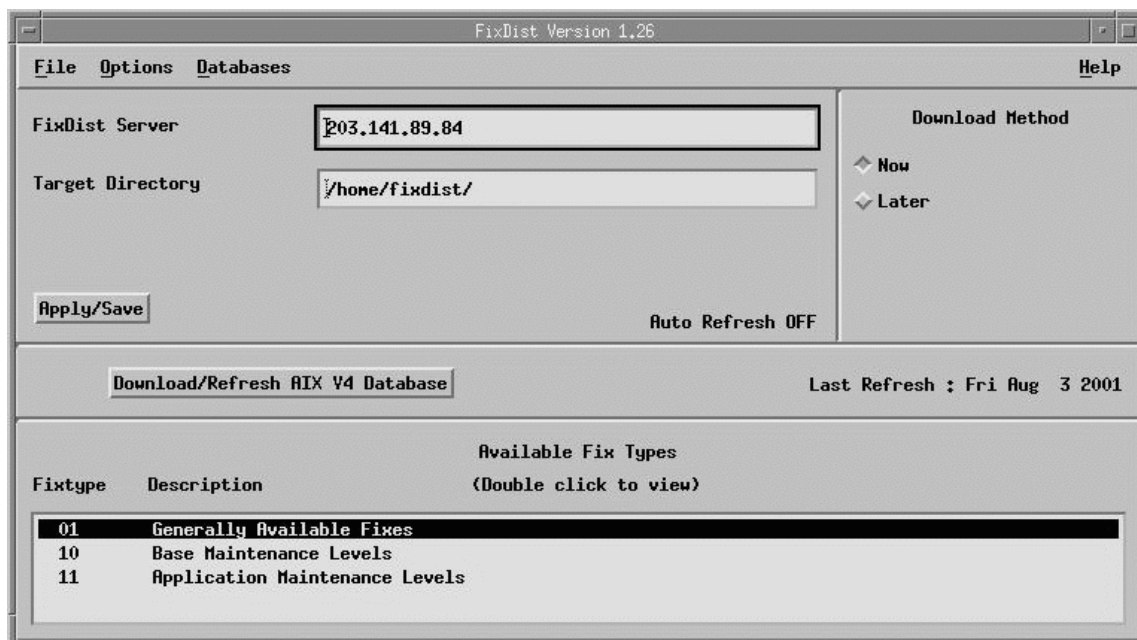 FixDist Version 1.26
File Options Databases Help
FixDist Server 203.141.89.84
Target Directory /home/fixdist/
Download Method
Now
Later
Apply/Save
Auto Refresh OFF
Download/Refresh AIX V4 Database
Last Refresh : Fri Aug 3 2001
Available Fix Types
Fixtype Description (Double click to view)
01 Generally Available Fixes
10 Base Maintenance Levels
11 Application Maintenance Levels